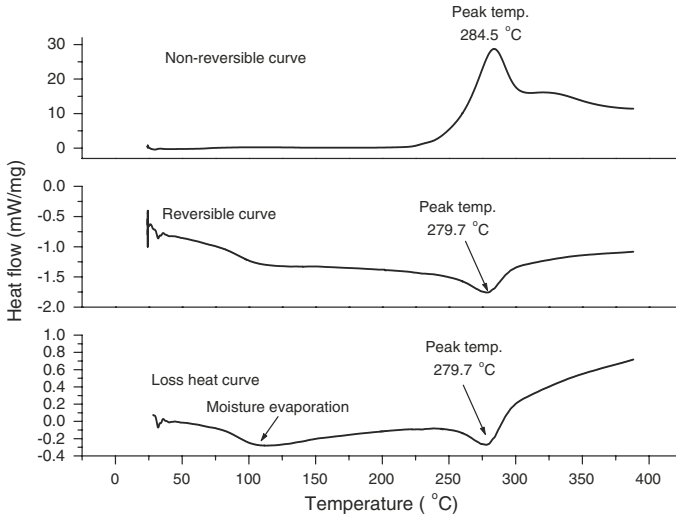 Peak temp.
284.5 °C
30
Non-reversible curve
20
10
0
Heat flow (mW/mg)
0.0
-0.5
Reversible curve
Peak temp.
279.7 °C
-1.0
-1.5
-2.0
1.0
0.8
0.6
0.4
0.2
0.0
-0.2
-0.4
Peak temp.
279.7 °C
Loss heat curve
Moisture evaporation
0 50 100 150 200 250 300 350 400
Temperature ( °C)